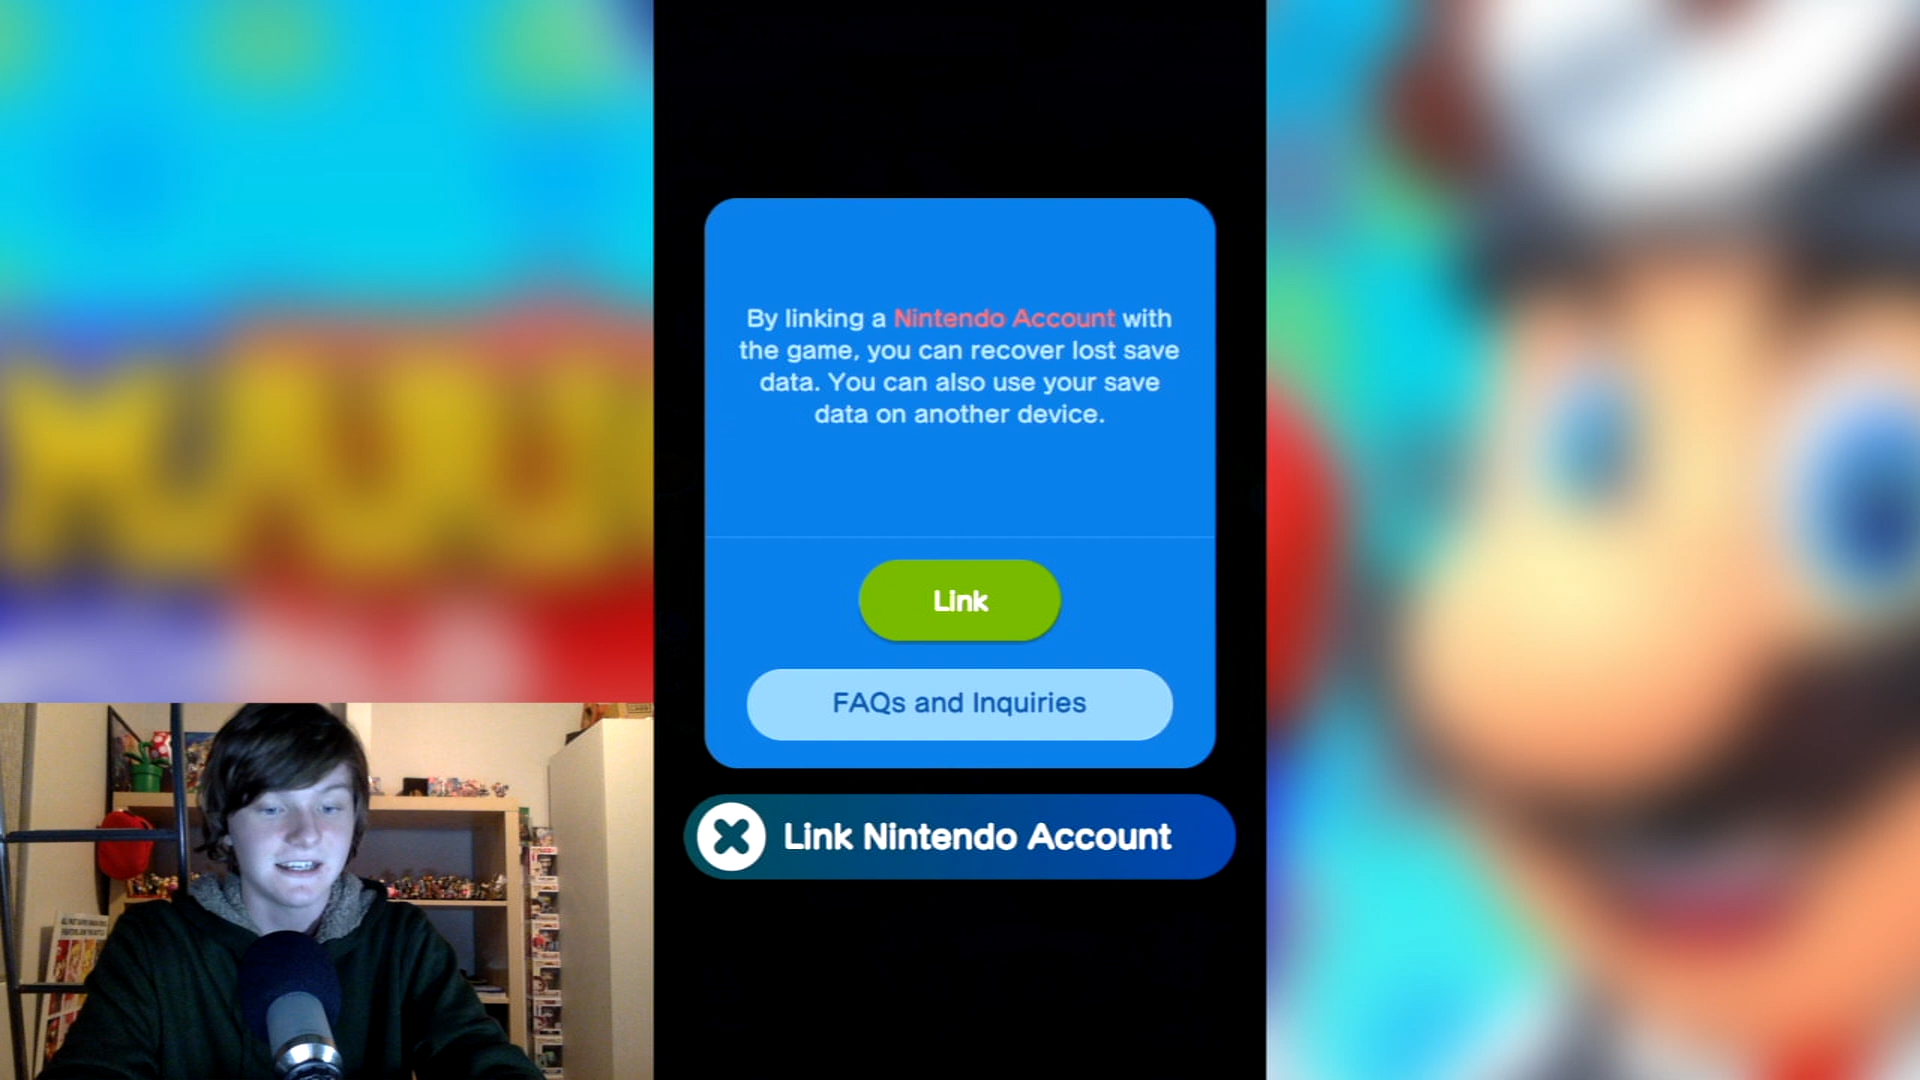 By linking a Nintendo Account with
the game, you can recover lost save
data. You can also use your save
data on another device.
Link
FAQs and Inquiries
Link Nintendo Account